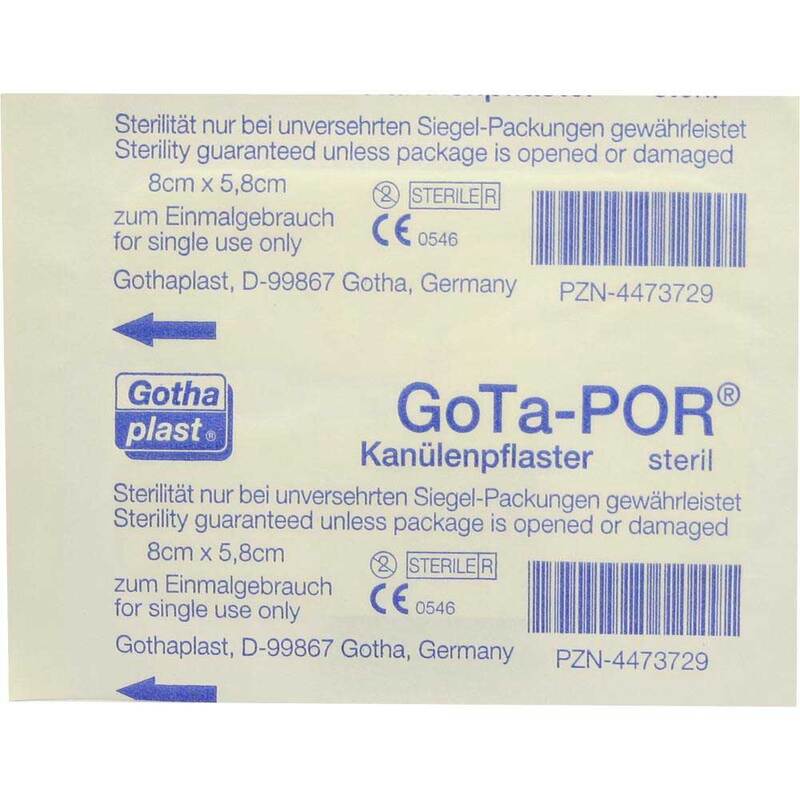 Sterilität nur bei unversehrten Siegel-Packungen gewährleistet
Sterility guaranteed unless package is opened or damaged
8cm x 5,8cm
STERILE R
zum Einmalgebrauch
CE 0546
for single use only
Gothaplast, D-99867 Gotha, Germany
PZN-4473729
Gotha
plast®
GoTa-POR®
Kanülenpflaster steril
Sterilität nur bei unversehrten Siegel-Packungen gewährleistet
Sterility guaranteed unless package is opened or damaged
8cm x 5,8cm
STERILE R
zum Einmalgebrauch
CE 0546
for single use only
Gothaplast, D-99867 Gotha, Germany
PZN-4473729